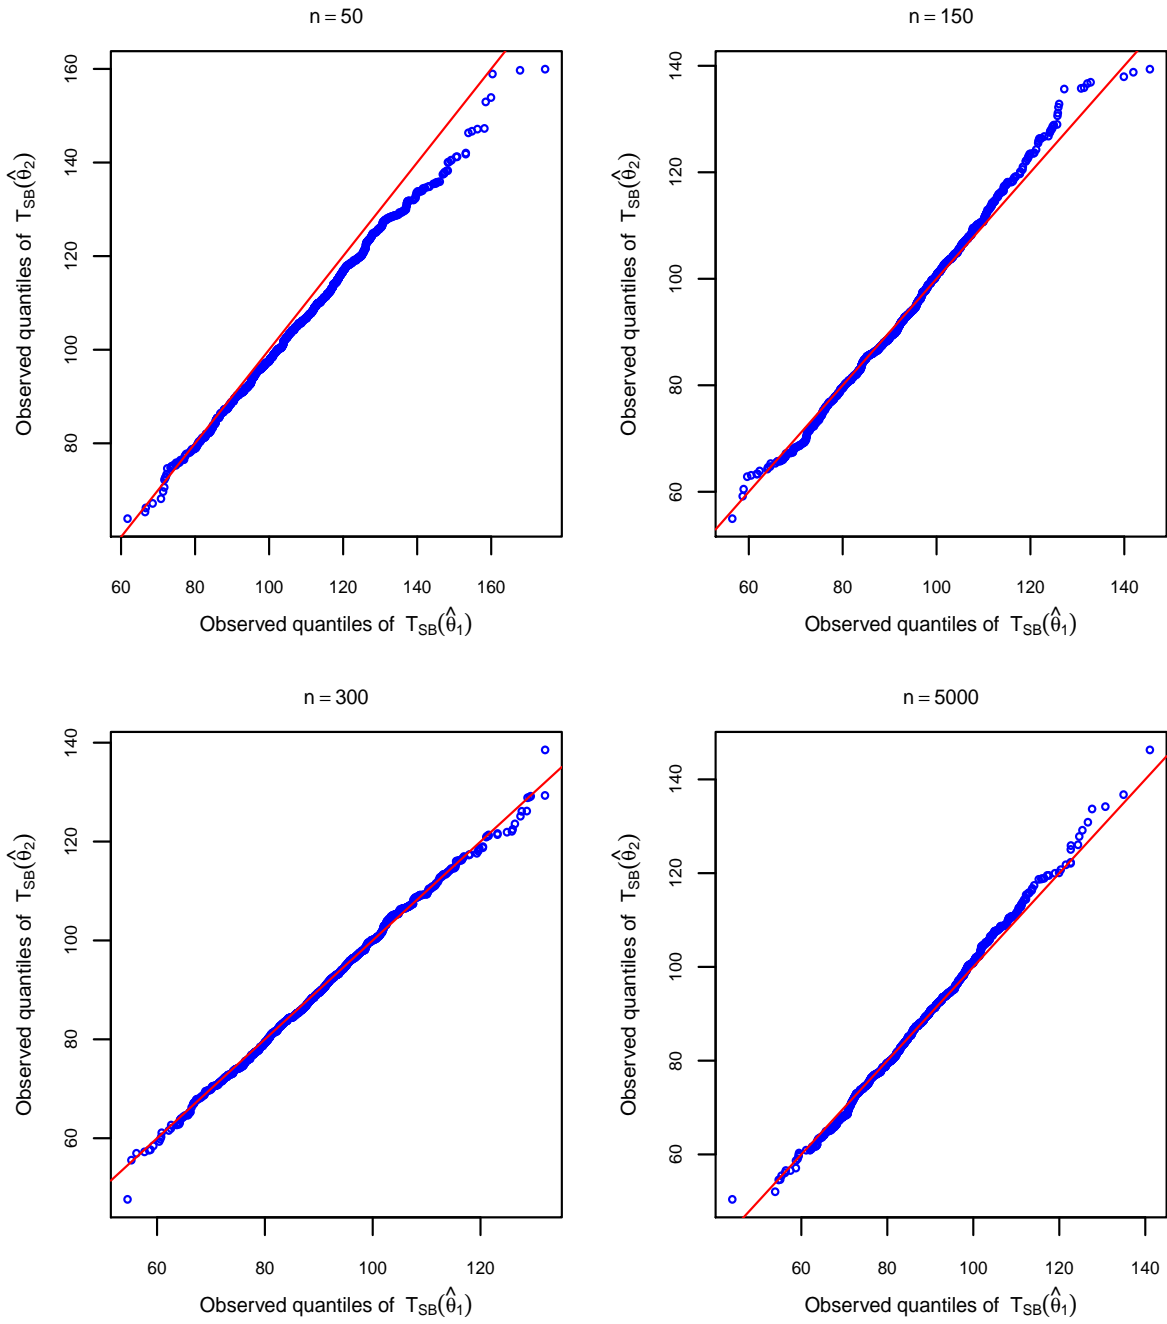 n = 50
160
140
120
100
80
Observed quantiles of T_SB(θ̂_2)
60 80 100 120 140 160
Observed quantiles of T_SB(θ̂_1)
n = 150
140
120
100
80
60
Observed quantiles of T_SB(θ̂_2)
60 80 100 120 140
Observed quantiles of T_SB(θ̂_1)
n = 300
140
120
100
80
60
Observed quantiles of T_SB(θ̂_2)
60 80 100 120
Observed quantiles of T_SB(θ̂_1)
n = 5000
140
120
100
80
60
Observed quantiles of T_SB(θ̂_2)
60 80 100 120 140
Observed quantiles of T_SB(θ̂_1)